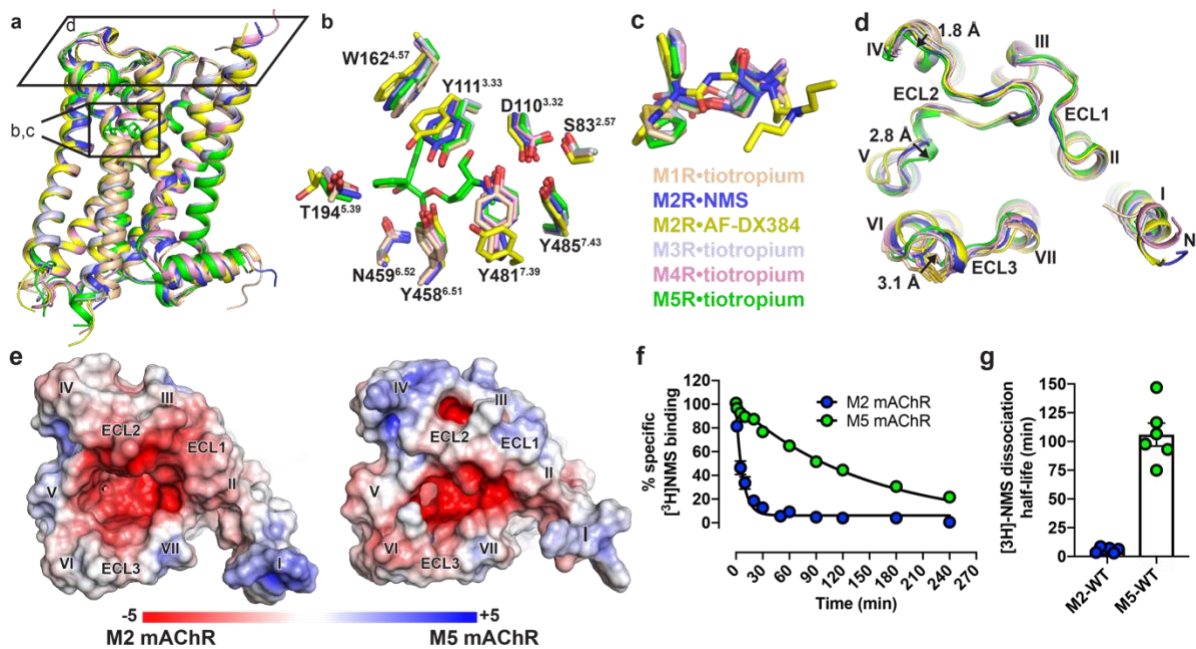 a
d
b,c
b
W162^4.57
Y111^3.33
D110^3.32
S83^2.57
T194^5.39
N459^6.52
Y458^6.51
Y481^7.39
Y485^7.43
c
M1R•tiotropium
M2R•NMS
M2R•AF-DX384
M3R•tiotropium
M4R•tiotropium
M5R•tiotropium
d
IV
1.8 Å
III
ECL2
ECL1
2.8 Å
V
II
VI
I
N
ECL3
VII
3.1 Å
e
IV
III
ECL2
ECL1
II
V
VI
VII
ECL3
I
IV
III
ECL2
ECL1
II
V
VI
VII
ECL3
I
-5
+5
M2 mAChR
M5 mAChR
f
% specific
[³H]NMS binding
120
100
80
60
40
20
0
M2 mAChR
M5 mAChR
0 30 60 90 120 150 180 210 240 270
Time (min)
g
[3H]-NMS dissociation
half-life (min)
150
125
100
75
50
25
0
M2-WT
M5-WT